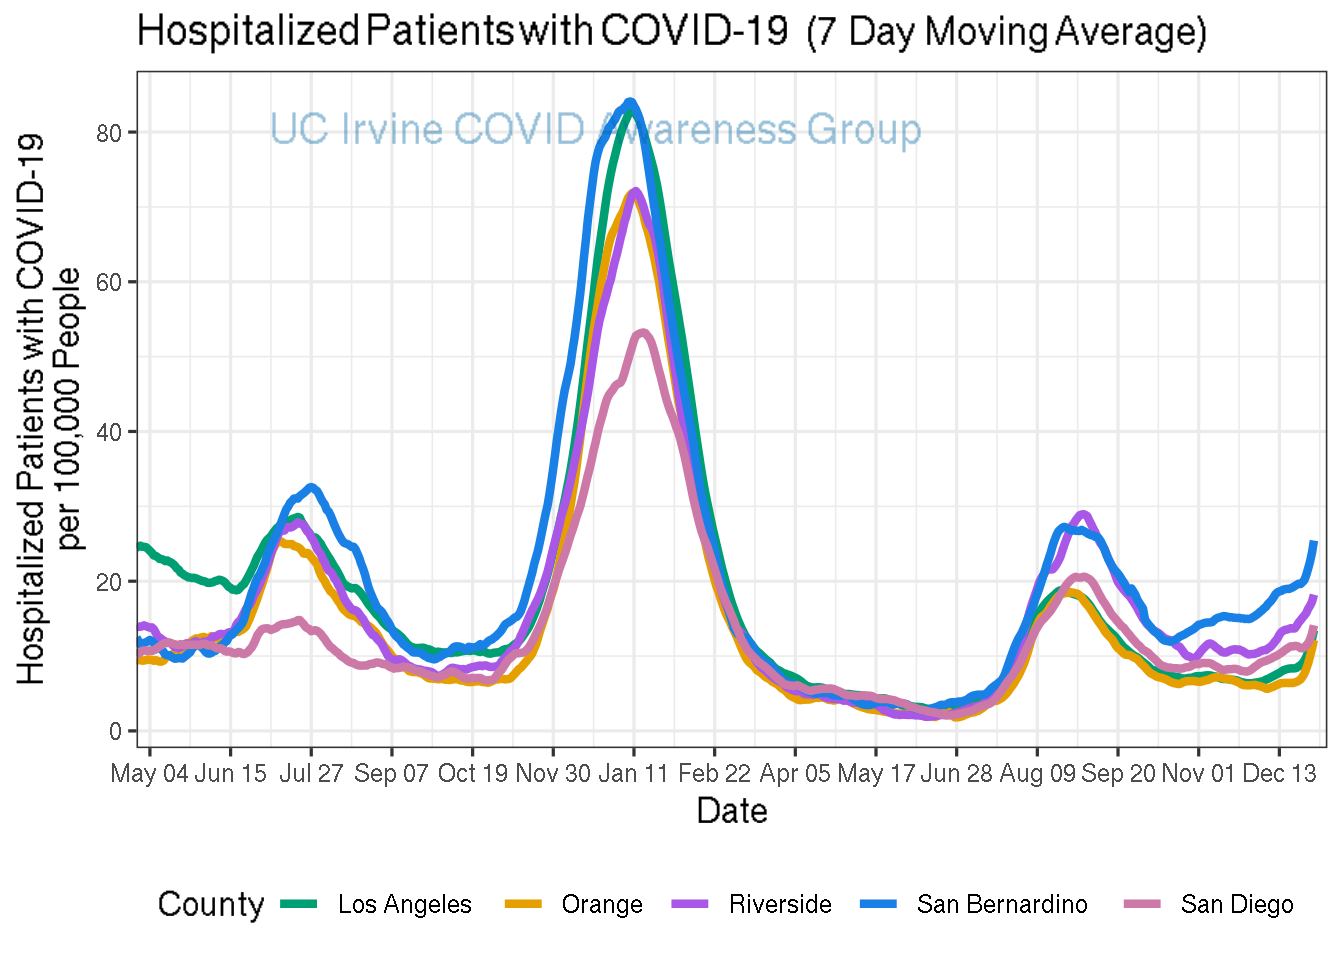 Hospitalized Patients with COVID-19 (7 Day Moving Average)
UC Irvine COVID Awareness Group
Hospitalized Patients with COVID-19
per 100,000 People
80
60
40
20
0
May 04 Jun 15 Jul 27 Sep 07 Oct 19 Nov 30 Jan 11 Feb 22 Apr 05 May 17 Jun 28 Aug 09 Sep 20 Nov 01 Dec 13
Date
County Los Angeles Orange Riverside San Bernardino San Diego